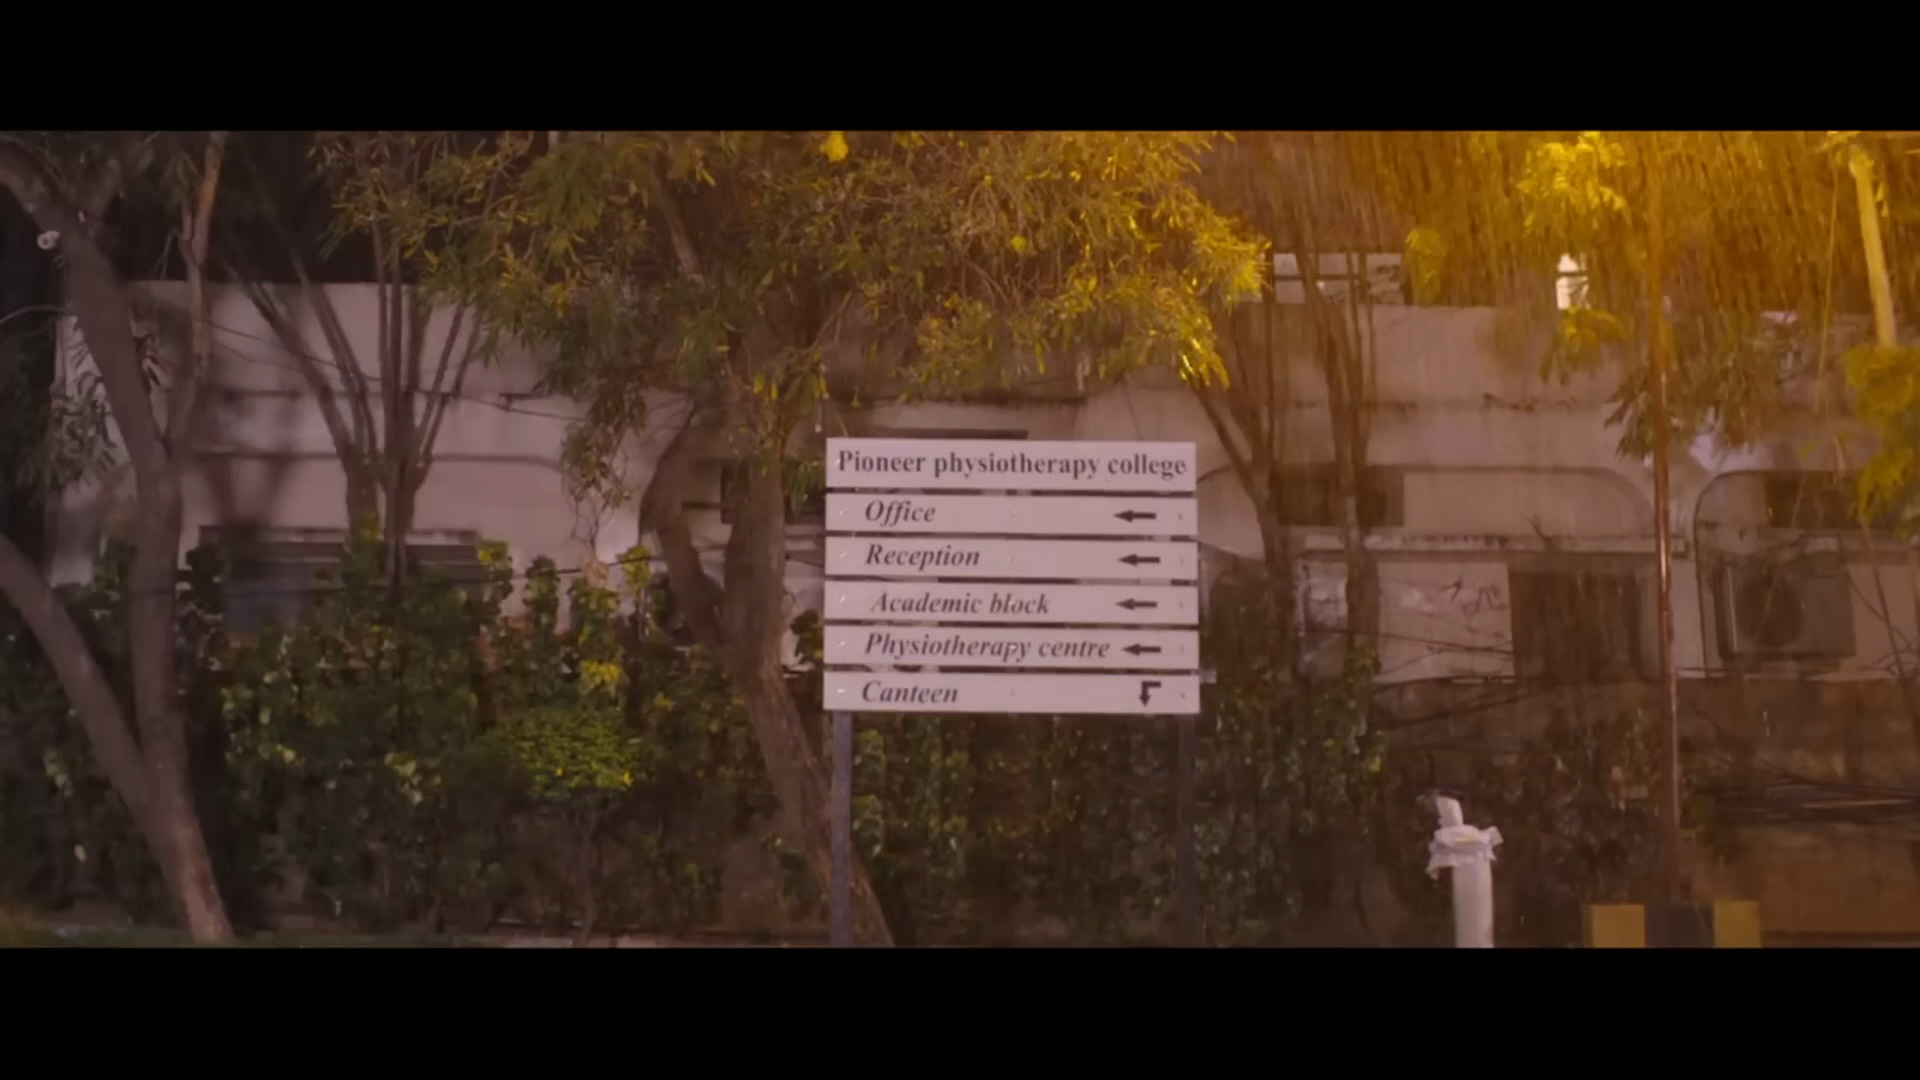 Pioneer physiotherapy college
Office
Reception
Academic block
Physiotherapy centre
Canteen